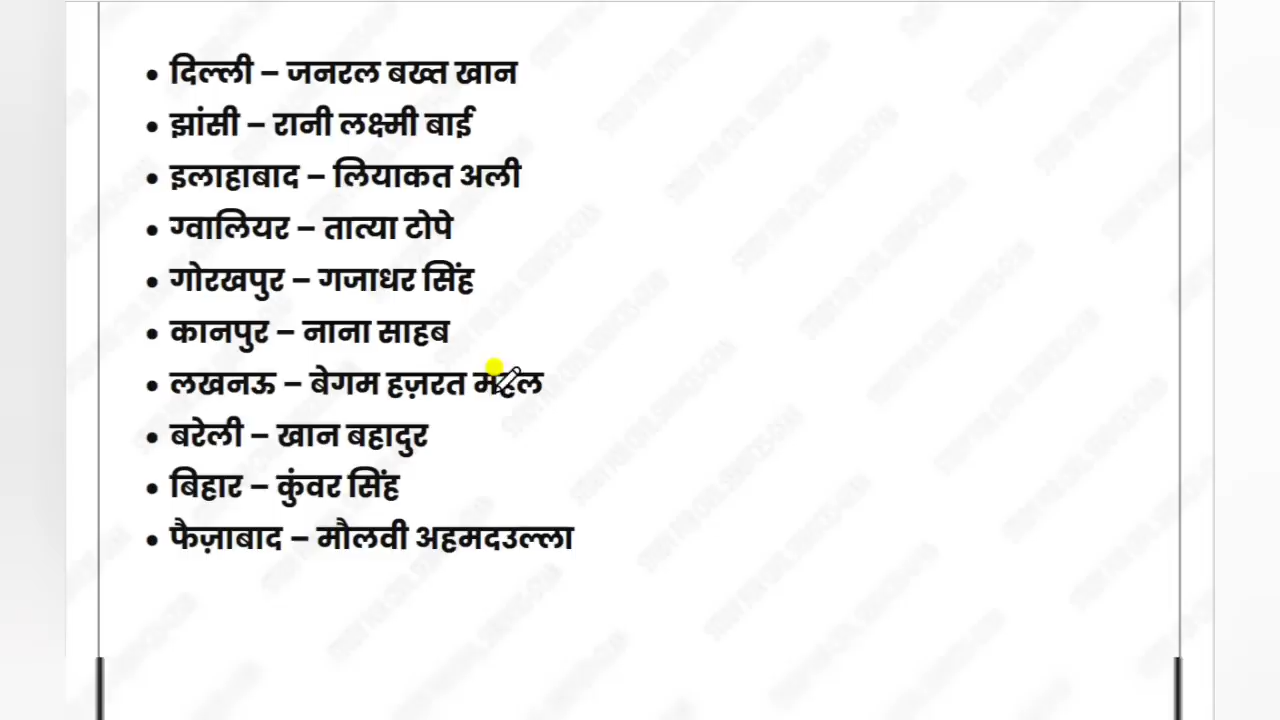 • दिल्ली – जनरल बख्त खान
• झांसी – रानी लक्ष्मी बाई
• इलाहाबाद – लियाकत अली
• ग्वालियर – तात्या टोपे
• गोरखपुर – गजाधर सिंह
• कानपुर – नाना साहब
• लखनऊ – बेगम हज़रत महल
• बरेली – खान बहादुर
• बिहार – कुंवर सिंह
• फैज़ाबाद – मौलवी अहमदउल्ला